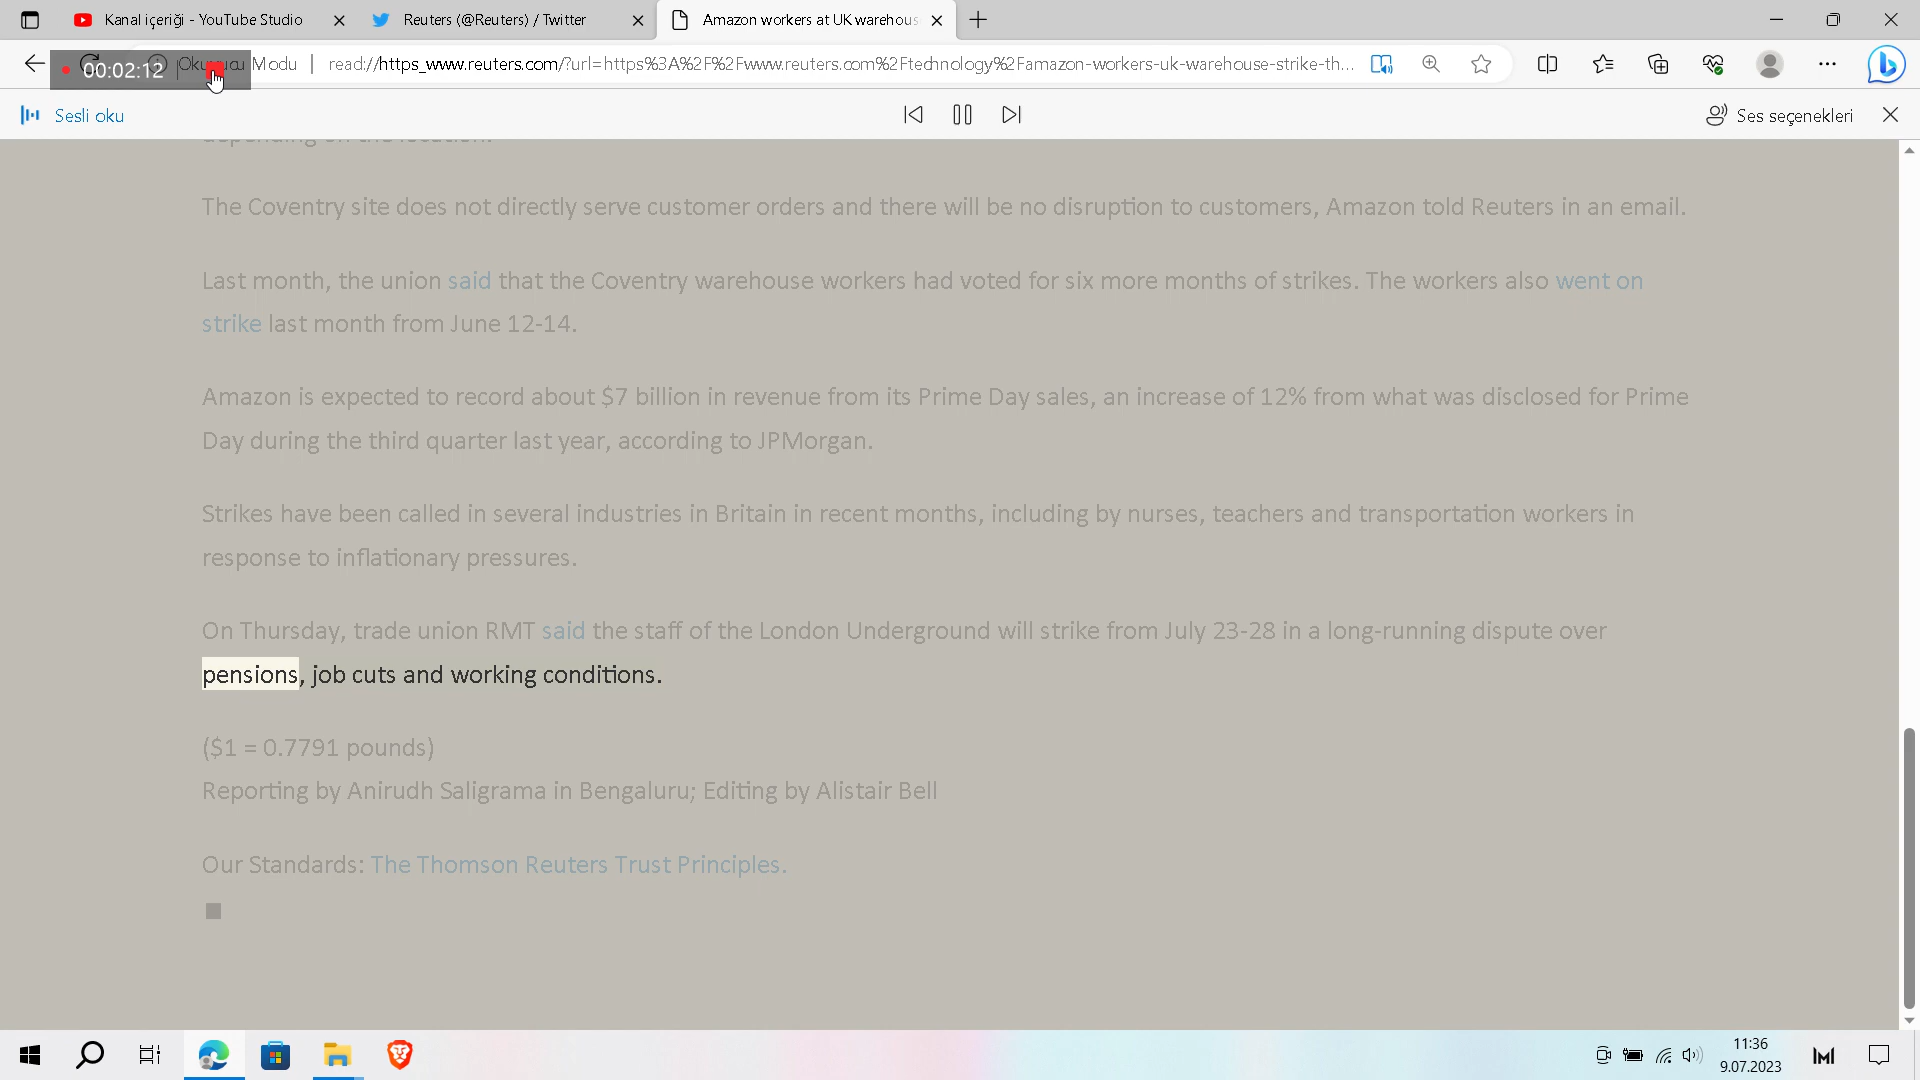 Kanal içeriği - YouTube Studio
Reuters (@Reuters) / Twitter
Amazon workers at UK warehous
00:02:12
Modu
read://https_www.reuters.com/?url=https%3A%2F%2Fwww.reuters.com%2Ftechnology%2Famazon-workers-uk-warehouse-strike-th...
Sesli oku
Ses seçenekleri
depending on the location.
The Coventry site does not directly serve customer orders and there will be no disruption to customers, Amazon told Reuters in an email.
Last month, the union said that the Coventry warehouse workers had voted for six more months of strikes. The workers also went on
strike last month from June 12-14.
Amazon is expected to record about $7 billion in revenue from its Prime Day sales, an increase of 12% from what was disclosed for Prime
Day during the third quarter last year, according to JPMorgan.
Strikes have been called in several industries in Britain in recent months, including by nurses, teachers and transportation workers in
response to inflationary pressures.
On Thursday, trade union RMT said the staff of the London Underground will strike from July 23-28 in a long-running dispute over
pensions, job cuts and working conditions.
($1 = 0.7791 pounds)
Reporting by Anirudh Saligrama in Bengaluru; Editing by Alistair Bell
Our Standards: The Thomson Reuters Trust Principles.
11:36
9.07.2023